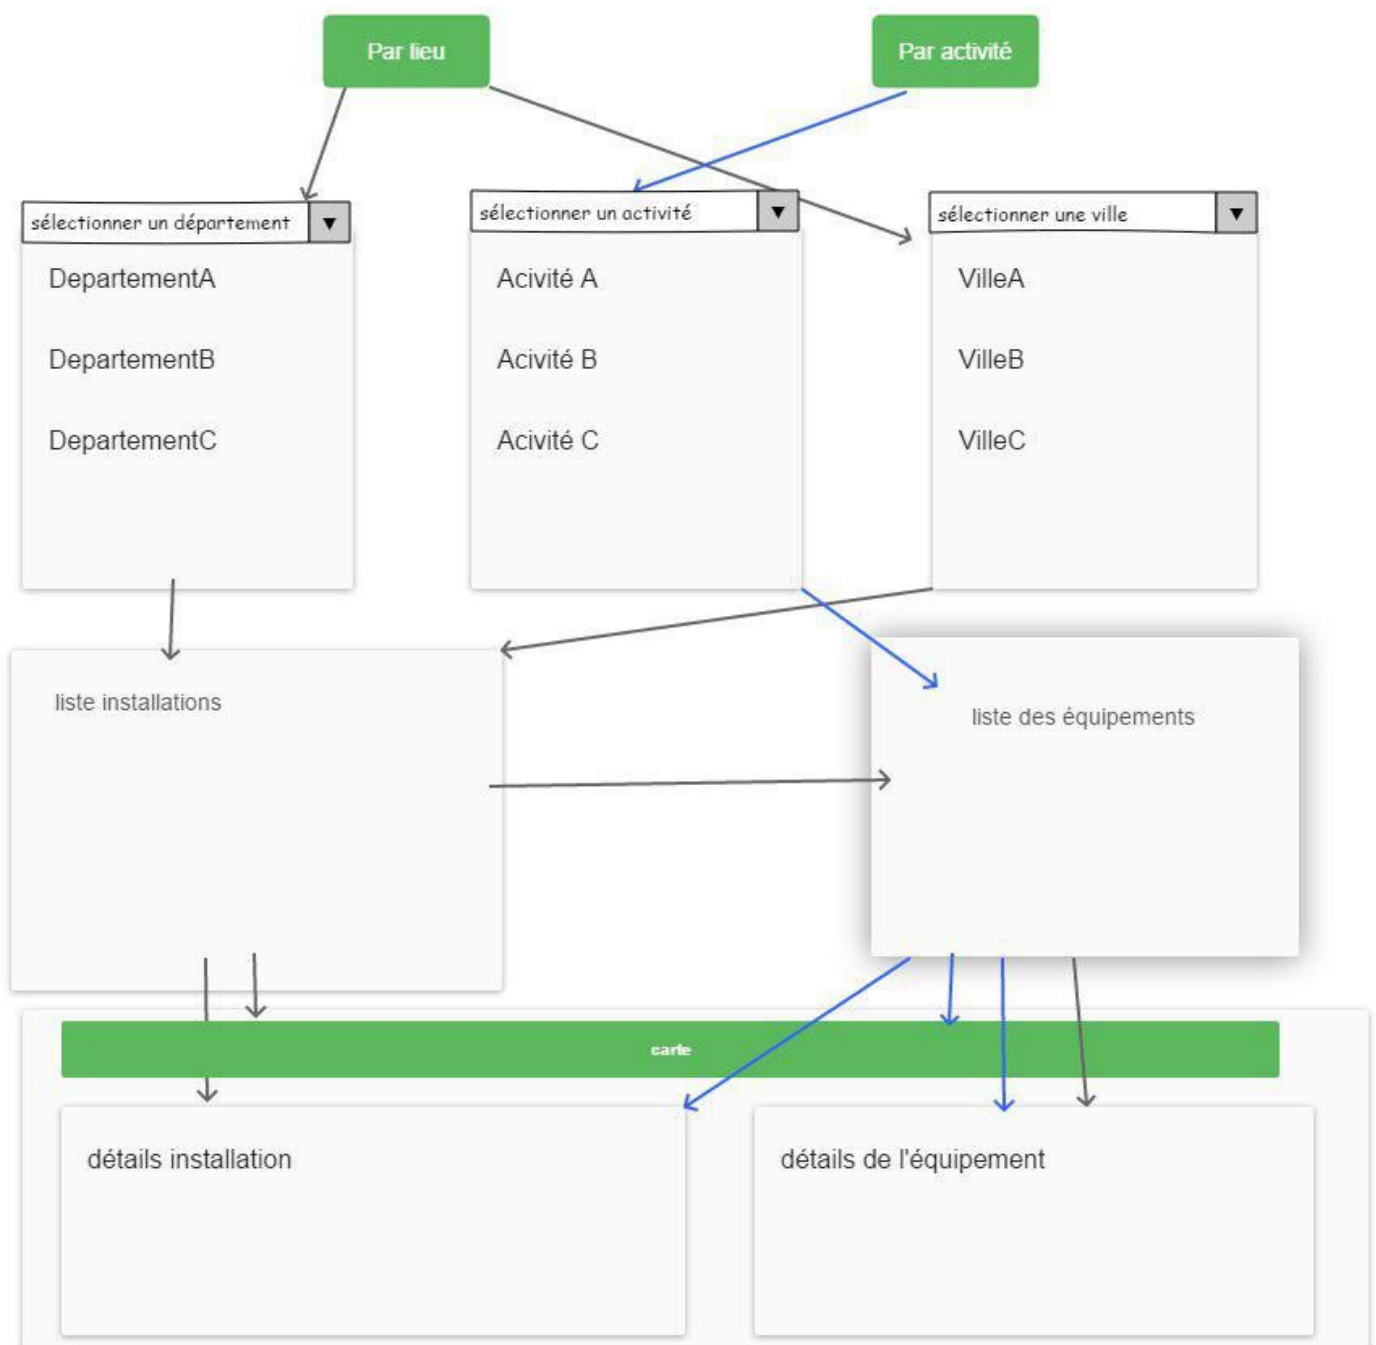 Par lieu
Par activité
sélectionner un département
sélectionner un activité
sélectionner une ville
DepartementA
Acivité A
VilleA
DepartementB
Acivité B
VilleB
DepartementC
Acivité C
VilleC
liste installations
liste des équipements
carte
détails installation
détails de l'équipement